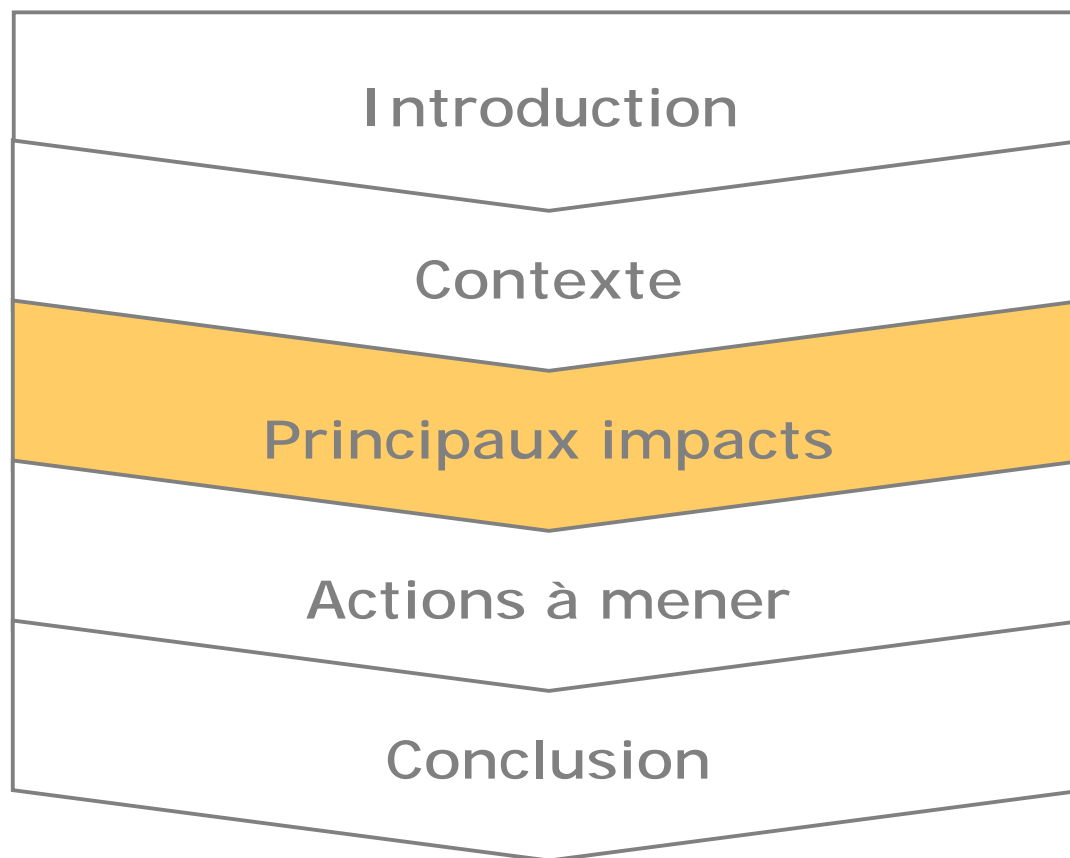 Introduction
Contexte
Principaux impacts
Actions à mener
Conclusion